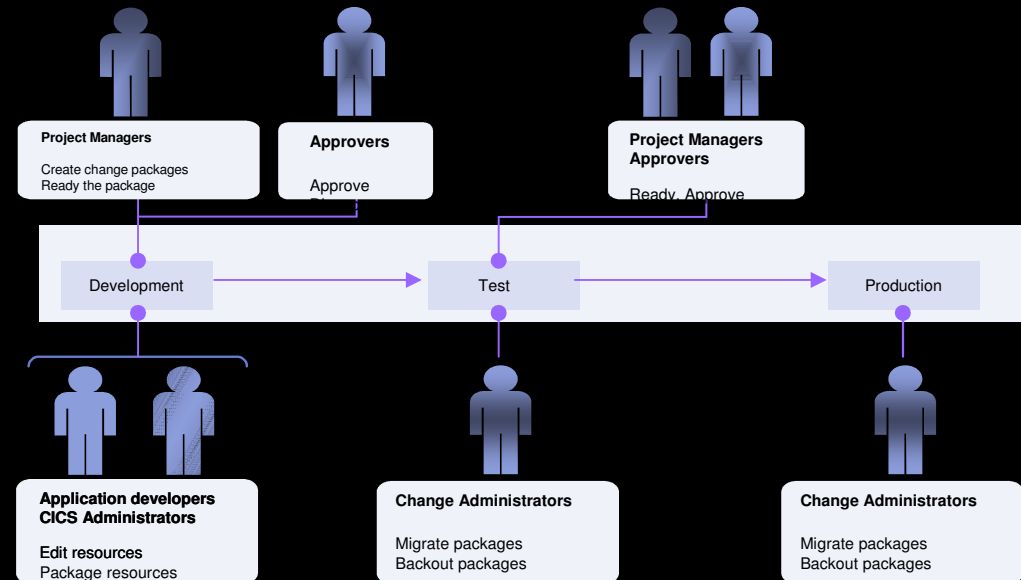 Project Managers
Create change packages
Ready the package
Approvers
Approve
Project Managers
Approvers
Ready, Approve
Development
Test
Production
Application developers
CICS Administrators
Edit resources
Package resources
Change Administrators
Migrate packages
Backout packages
Change Administrators
Migrate packages
Backout packages